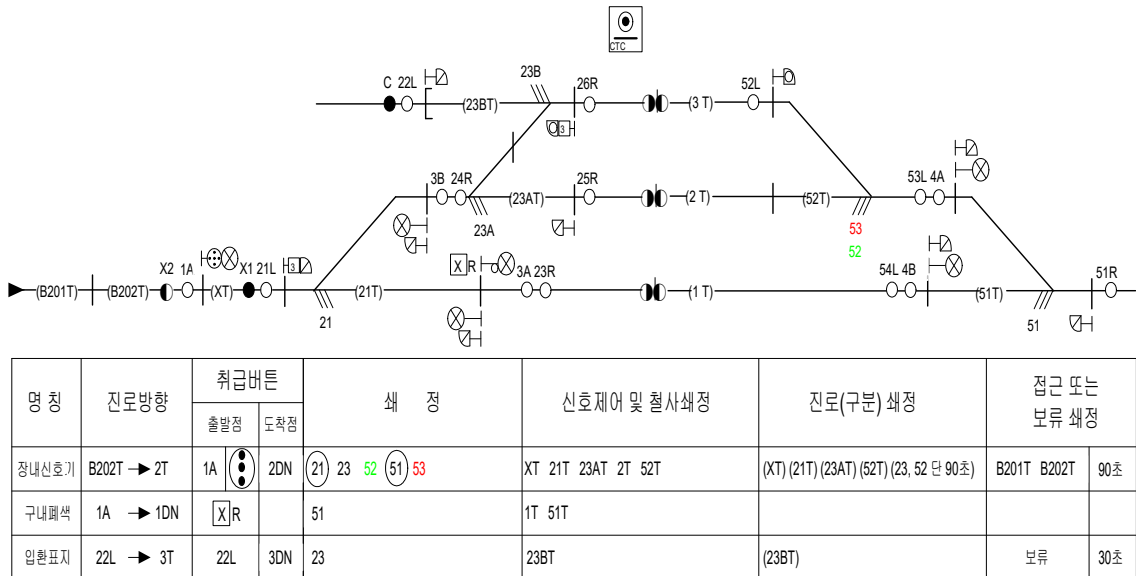 CTC
C 22L (23BT) 23B 26R (3 T) 52L
3
3B 24R (23AT) 25R (2 T) (52T) 53L 4A
23A
53
52
(B201T) (B202T) X2 1A (XT) X1 21L 3 (21T) X R 3A 23R (1 T) 54L 4B (51T) 51R
21
51
명 칭 진로방향 취급버튼 쇄 정 신호제어 및 철사쇄정 진로(구분) 쇄정 접근 또는 보류 쇄정
출발점 도착점
장내신호기 B202T → 2T 1A 2DN 21 23 52 51 53 XT 21T 23AT 2T 52T (XT) (21T) (23AT) (52T) (23, 52 단 90초) B201T B202T 90초
구내폐색 1A → 1DN X R 51 1T 51T
입환표지 22L → 3T 22L 3DN 23 23BT (23BT) 보류 30초